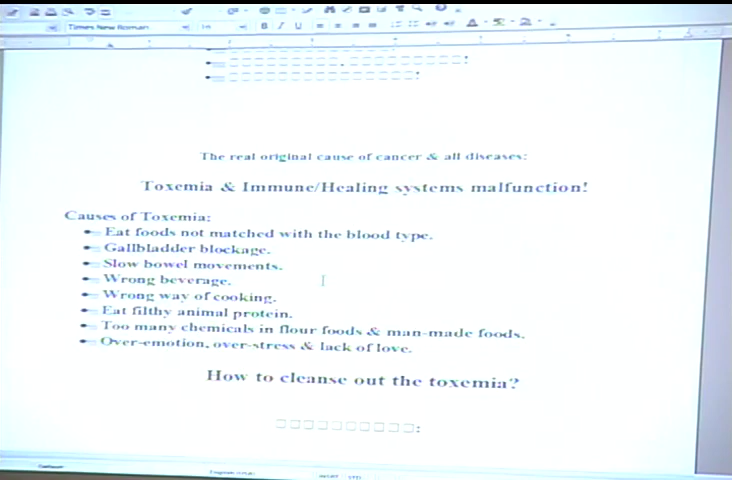 Times New Roman
The real original cause of cancer & all diseases:
Toxemia & Immune/Healing systems malfunction!
Causes of Toxemia:
Eat foods not matched with the blood type.
Gallbladder blockage.
Slow bowel movements.
Wrong beverage.
Wrong way of cooking.
Eat filthy animal protein.
Too many chemicals in flour foods & man-made foods.
Over-emotion, over-stress & lack of love.
How to cleanse out the toxemia?